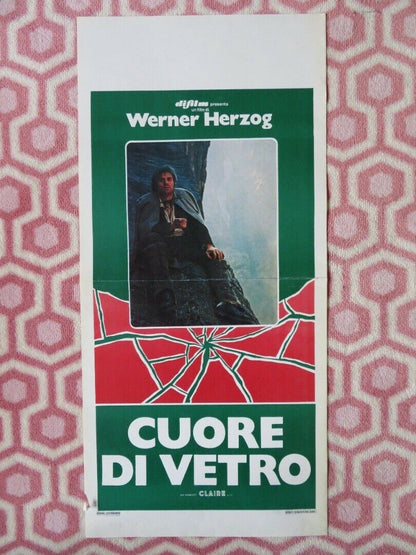 difilm presenta
un film di
Werner Herzog
CUORE
DI VETRO
CLAIRE